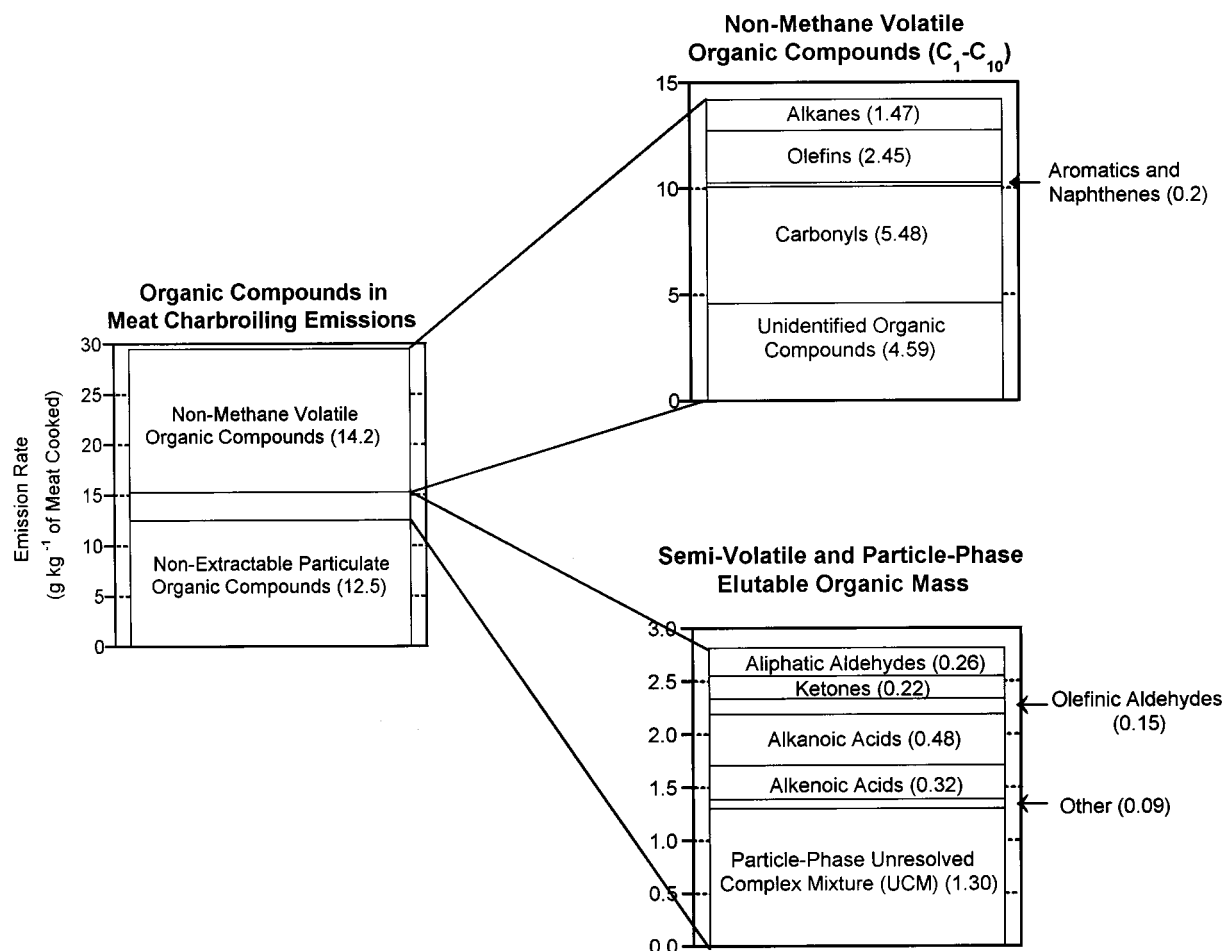 Non-Methane Volatile
Organic Compounds (C1-C10)
15
10
5
0
Alkanes (1.47)
Olefins (2.45)
Aromatics and
Naphthenes (0.2)
Carbonyls (5.48)
Unidentified Organic
Compounds (4.59)
Organic Compounds in
Meat Charbroiling Emissions
Emission Rate
(g kg-1 of Meat Cooked)
30
25
20
15
10
5
0
Non-Methane Volatile
Organic Compounds (14.2)
Non-Extractable Particulate
Organic Compounds (12.5)
Semi-Volatile and Particle-Phase
Elutable Organic Mass
3.0
2.5
2.0
1.5
1.0
0.5
0.0
Aliphatic Aldehydes (0.26)
Ketones (0.22)
Olefinic Aldehydes
(0.15)
Alkanoic Acids (0.48)
Alkenoic Acids (0.32)
Other (0.09)
Particle-Phase Unresolved
Complex Mixture (UCM) (1.30)